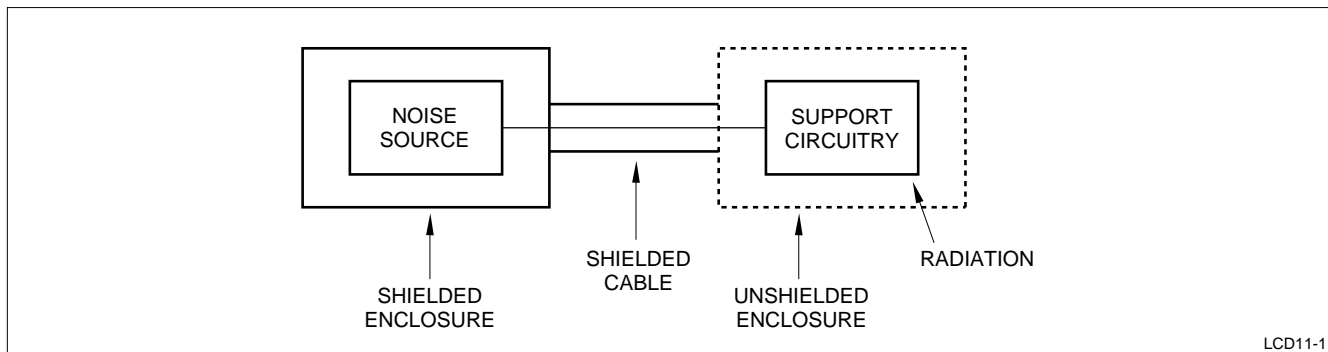 NOISE
SOURCE
SUPPORT
CIRCUITRY
SHIELDED
CABLE
RADIATION
SHIELDED
ENCLOSURE
UNSHIELDED
ENCLOSURE
LCD11-1